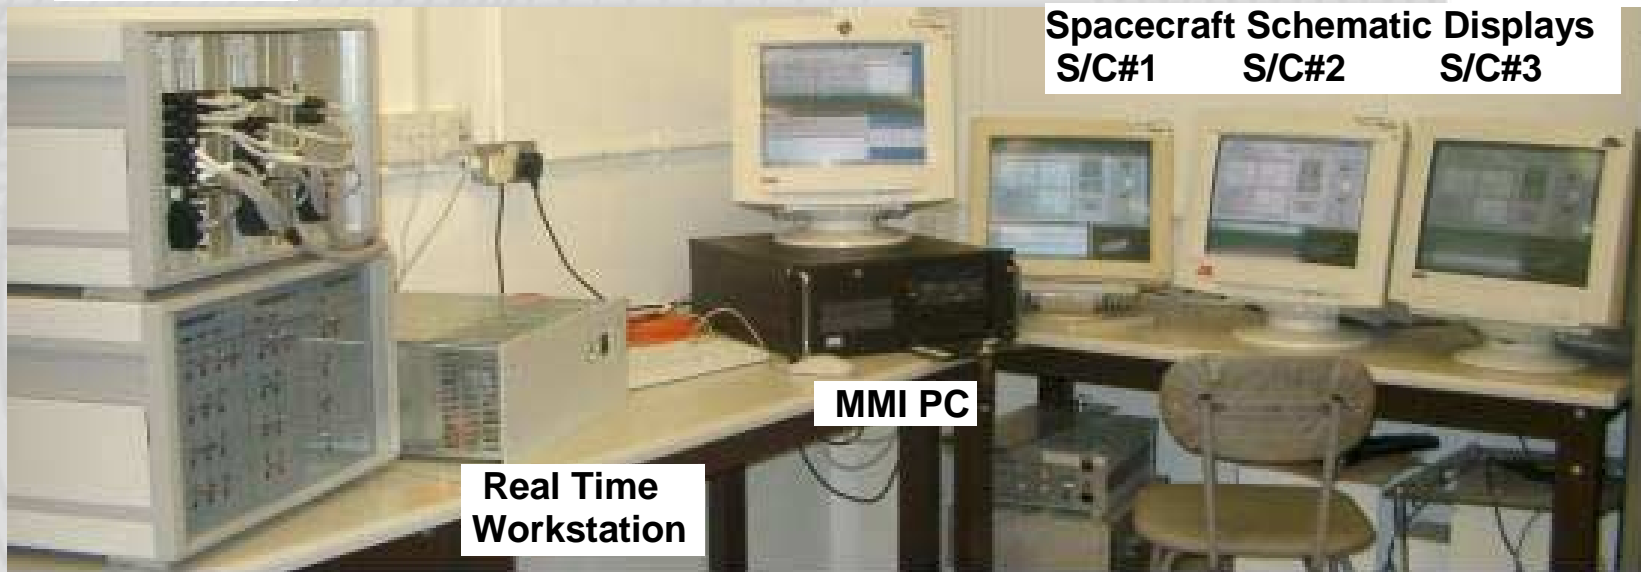 Spacecraft Schematic Displays
S/C#1 S/C#2 S/C#3
MMI PC
Real Time
Workstation